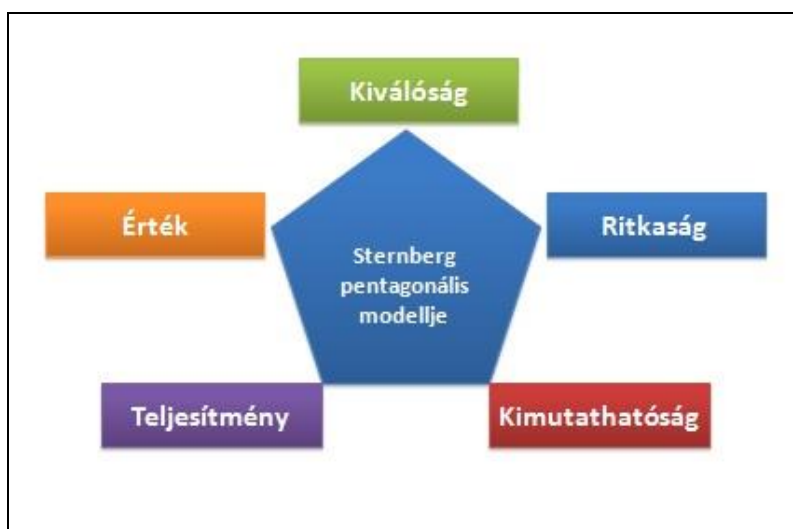 Kiválóság
Érték
Ritkaság
Sternberg
pentagonális
modellje
Teljesítmény
Kimutathatóság